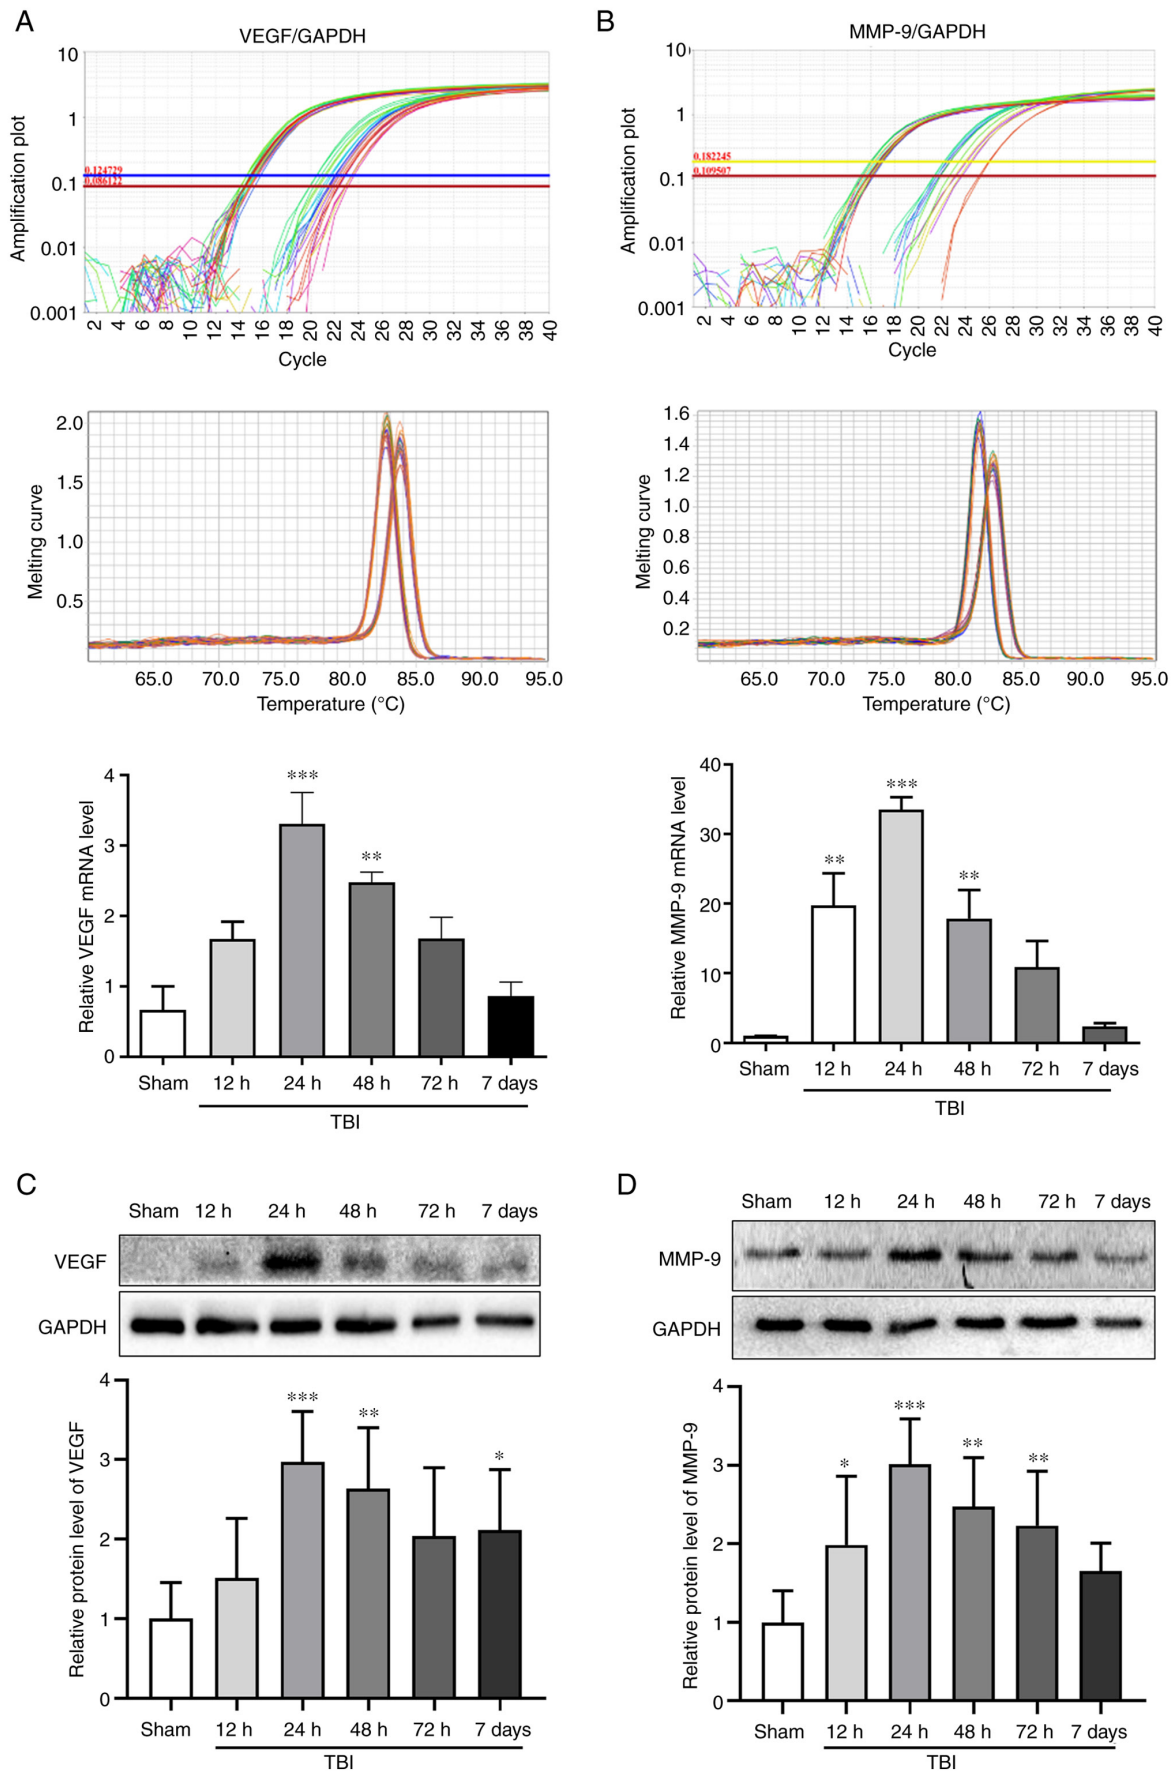 A
VEGF/GAPDH
Amplification plot
10
1
0.1
0.01
0.001
0.124729
0.086122
2 4 6 8 10 12 14 16 18 20 22 24 26 28 30 32 34 36 38 40
Cycle
Melting curve
2.0
1.5
1.0
0.5
65.0 70.0 75.0 80.0 85.0 90.0 95.0
Temperature (°C)
Relative VEGF mRNA level
4
3
2
1
0
***
**
Sham 12 h 24 h 48 h 72 h 7 days
TBI
B
MMP-9/GAPDH
Amplification plot
10
1
0.1
0.01
0.001
0.182245
0.109507
2 4 6 8 10 12 14 16 18 20 22 24 26 28 30 32 34 36 38 40
Cycle
Melting curve
1.6
1.4
1.2
1.0
0.8
0.6
0.4
0.2
65.0 70.0 75.0 80.0 85.0 90.0 95.0
Temperature (°C)
Relative MMP-9 mRNA level
40
30
20
10
0
**
***
**
Sham 12 h 24 h 48 h 72 h 7 days
TBI
C
Sham 12 h 24 h 48 h 72 h 7 days
VEGF
GAPDH
Relative protein level of VEGF
4
3
2
1
0
***
**
*
Sham 12 h 24 h 48 h 72 h 7 days
TBI
D
Sham 12 h 24 h 48 h 72 h 7 days
MMP-9
GAPDH
Relative protein level of MMP-9
4
3
2
1
0
*
***
**
**
Sham 12 h 24 h 48 h 72 h 7 days
TBI